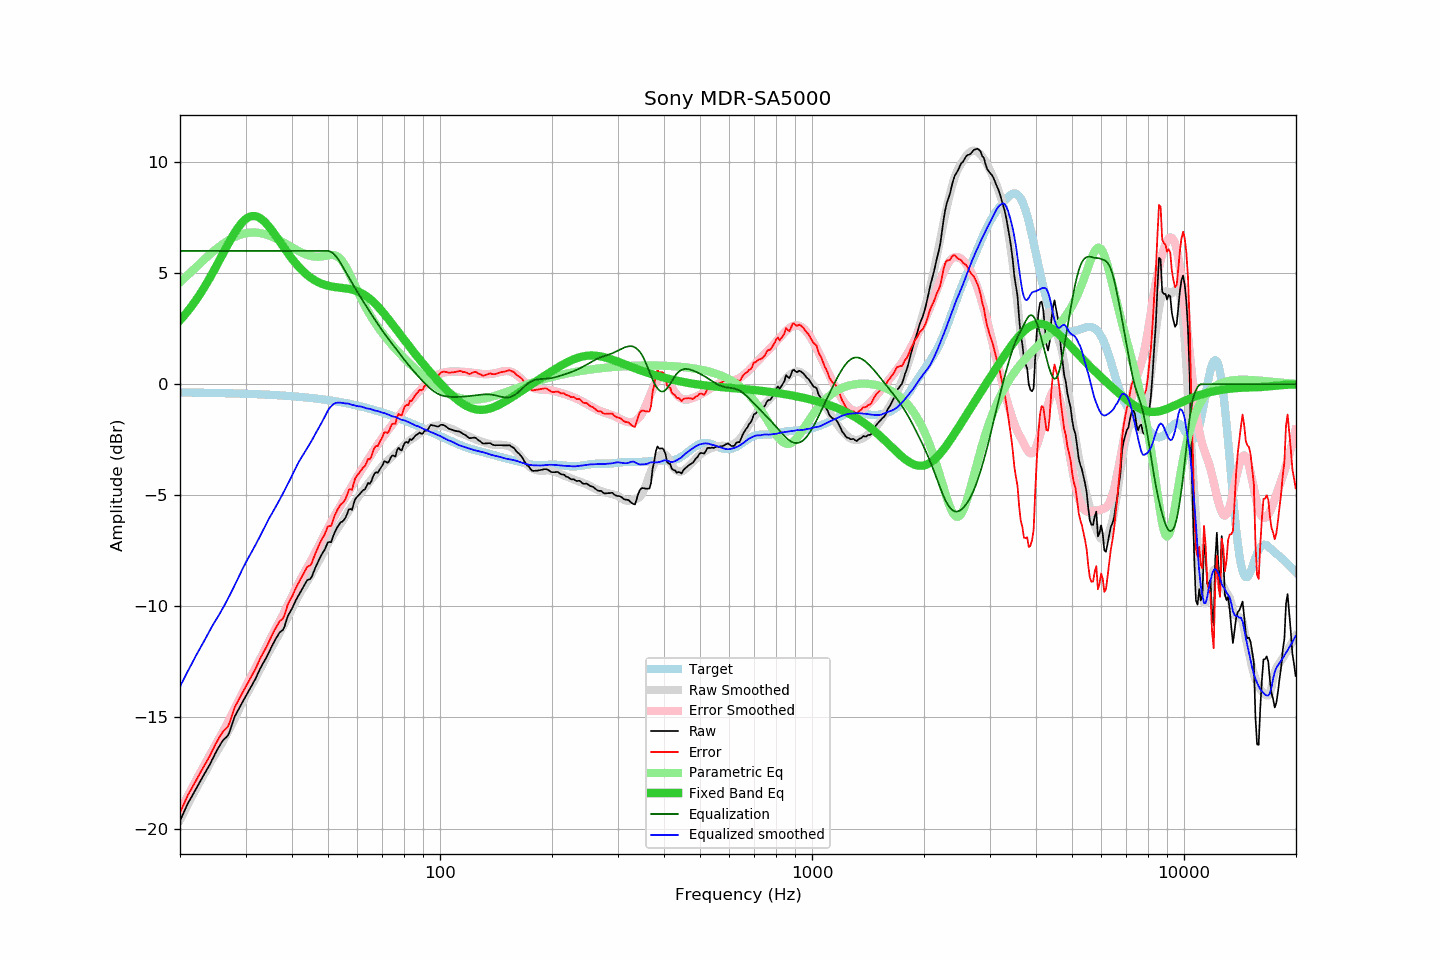 Sony MDR-SA5000
10
5
0
−5
−10
−15
−20
Amplitude (dBr)
Target
Raw Smoothed
Error Smoothed
Raw
Error
Parametric Eq
Fixed Band Eq
Equalization
Equalized smoothed
100
1000
10000
Frequency (Hz)